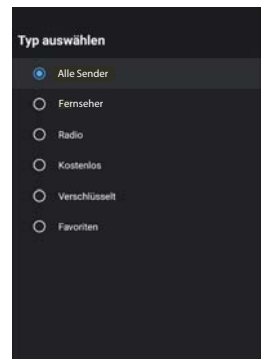 Typ auswählen
Alle Sender
Fernseher
Radio
Kostenlos
Verschlüsselt
Favoriten